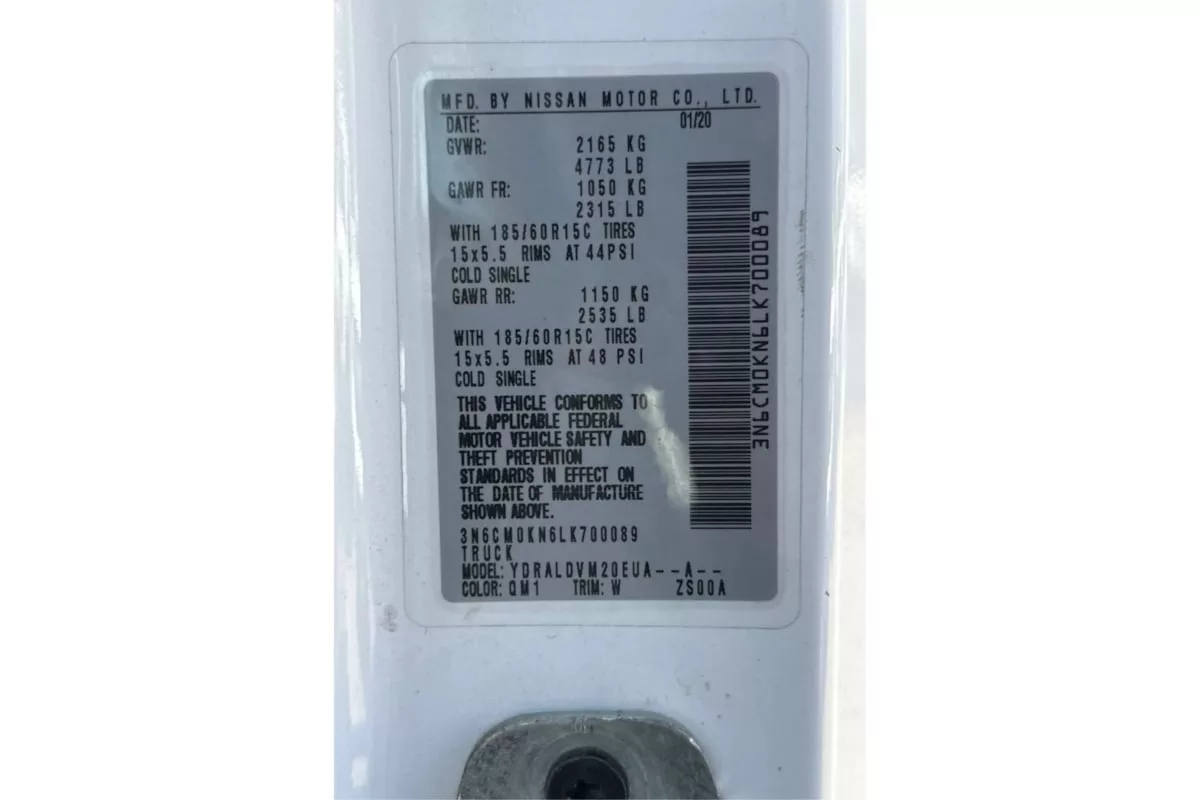 MFD. BY NISSAN MOTOR CO., LTD.
DATE: 01/20
GVWR: 2165 KG
4773 LB
GAWR FR: 1050 KG
2315 LB
WITH 185/60R15C TIRES
15x5.5 RIMS AT 44PSI
COLD SINGLE
GAWR RR: 1150 KG
2535 LB
WITH 185/60R15C TIRES
15x5.5 RIMS AT 48 PSI
COLD SINGLE
THIS VEHICLE CONFORMS TO
ALL APPLICABLE FEDERAL
MOTOR VEHICLE SAFETY AND
THEFT PREVENTION
STANDARDS IN EFFECT ON
THE DATE OF MANUFACTURE
SHOWN ABOVE.
3N6CM0KN6LK700089
TRUCK
MODEL: YDRALDVM20EUA--A--
COLOR: QM1 TRIM: W ZS00A
3N6CM0KN6LK700089